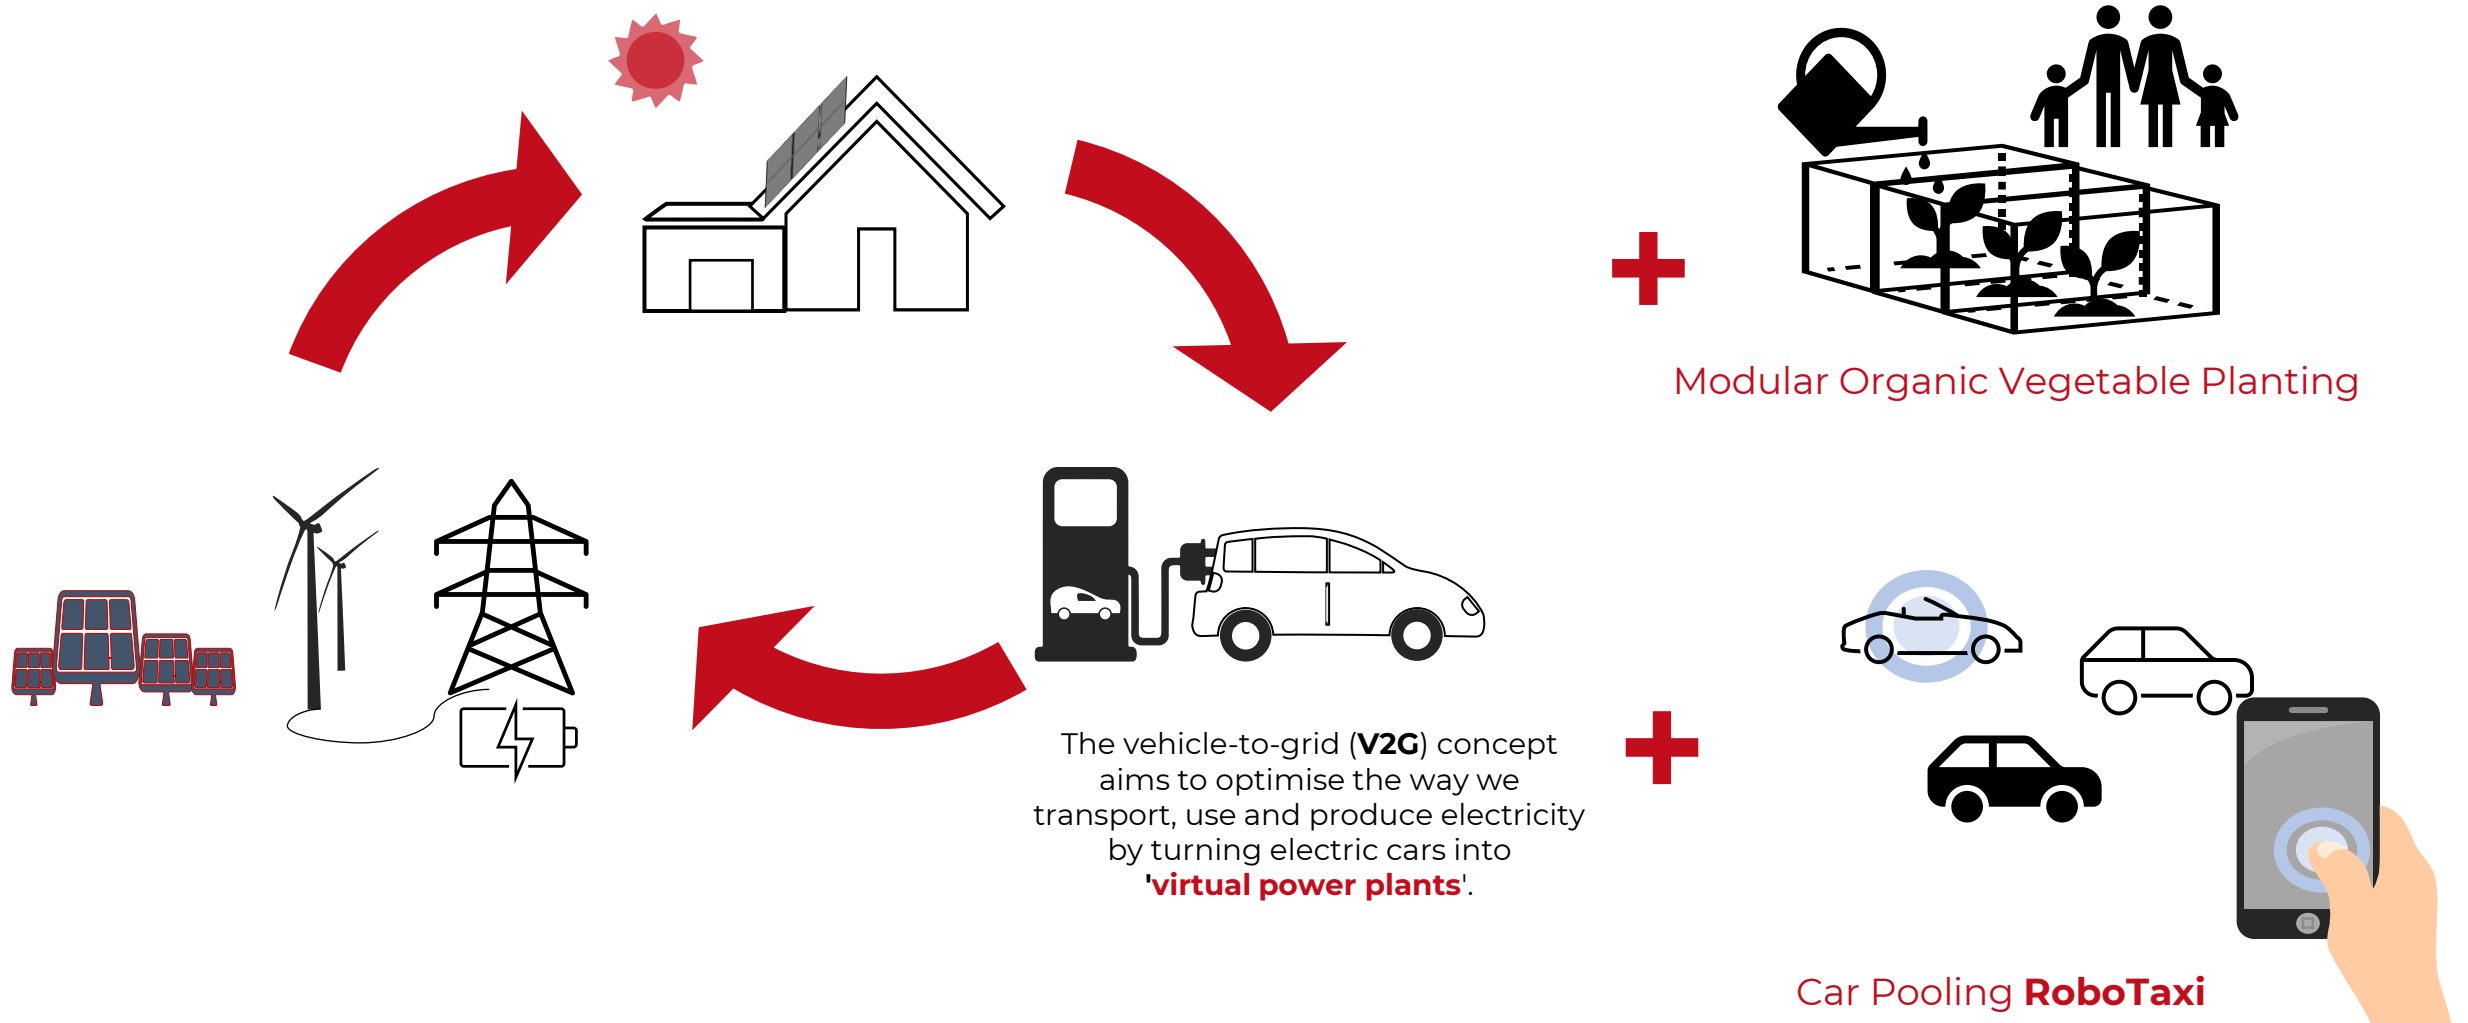 Modular Organic Vegetable Planting
The vehicle-to-grid (V2G) concept
aims to optimise the way we
transport, use and produce electricity
by turning electric cars into
'virtual power plants'.
Car Pooling RoboTaxi